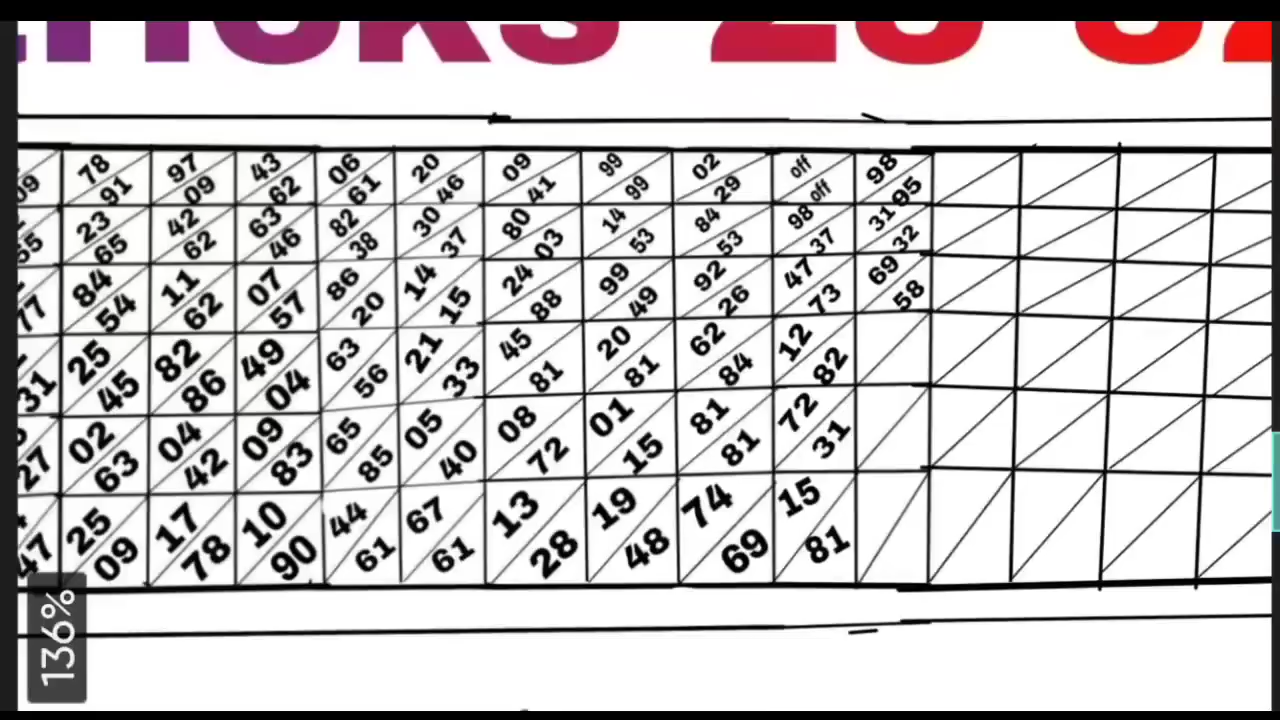 09 78 91 97 09 43 62 06 61 20 46 09 41 99 99 02 29 off off 98 95
55 23 65 42 62 63 46 82 38 30 37 80 03 14 53 84 53 98 37 31 32
77 84 54 11 62 07 57 86 20 14 15 24 88 99 49 92 26 47 73 69 58
31 25 45 82 86 49 04 63 56 21 33 45 81 20 81 62 84 12 82
27 02 63 04 42 09 83 65 85 05 40 08 72 01 15 81 81 72 31
47 25 09 17 78 10 90 44 61 67 61 13 28 19 48 74 69 15 81
136%